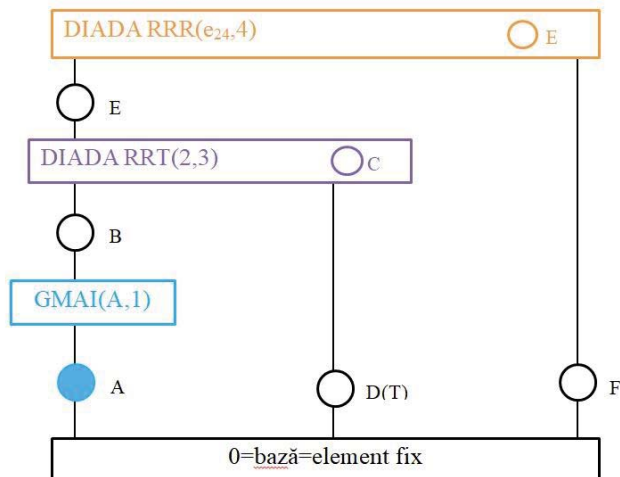 DIADA RRR(e₂₄,4)
E
E
DIADA RRT(2,3)
C
B
GMAI(A,1)
A
D(T)
F
0=bază=element fix